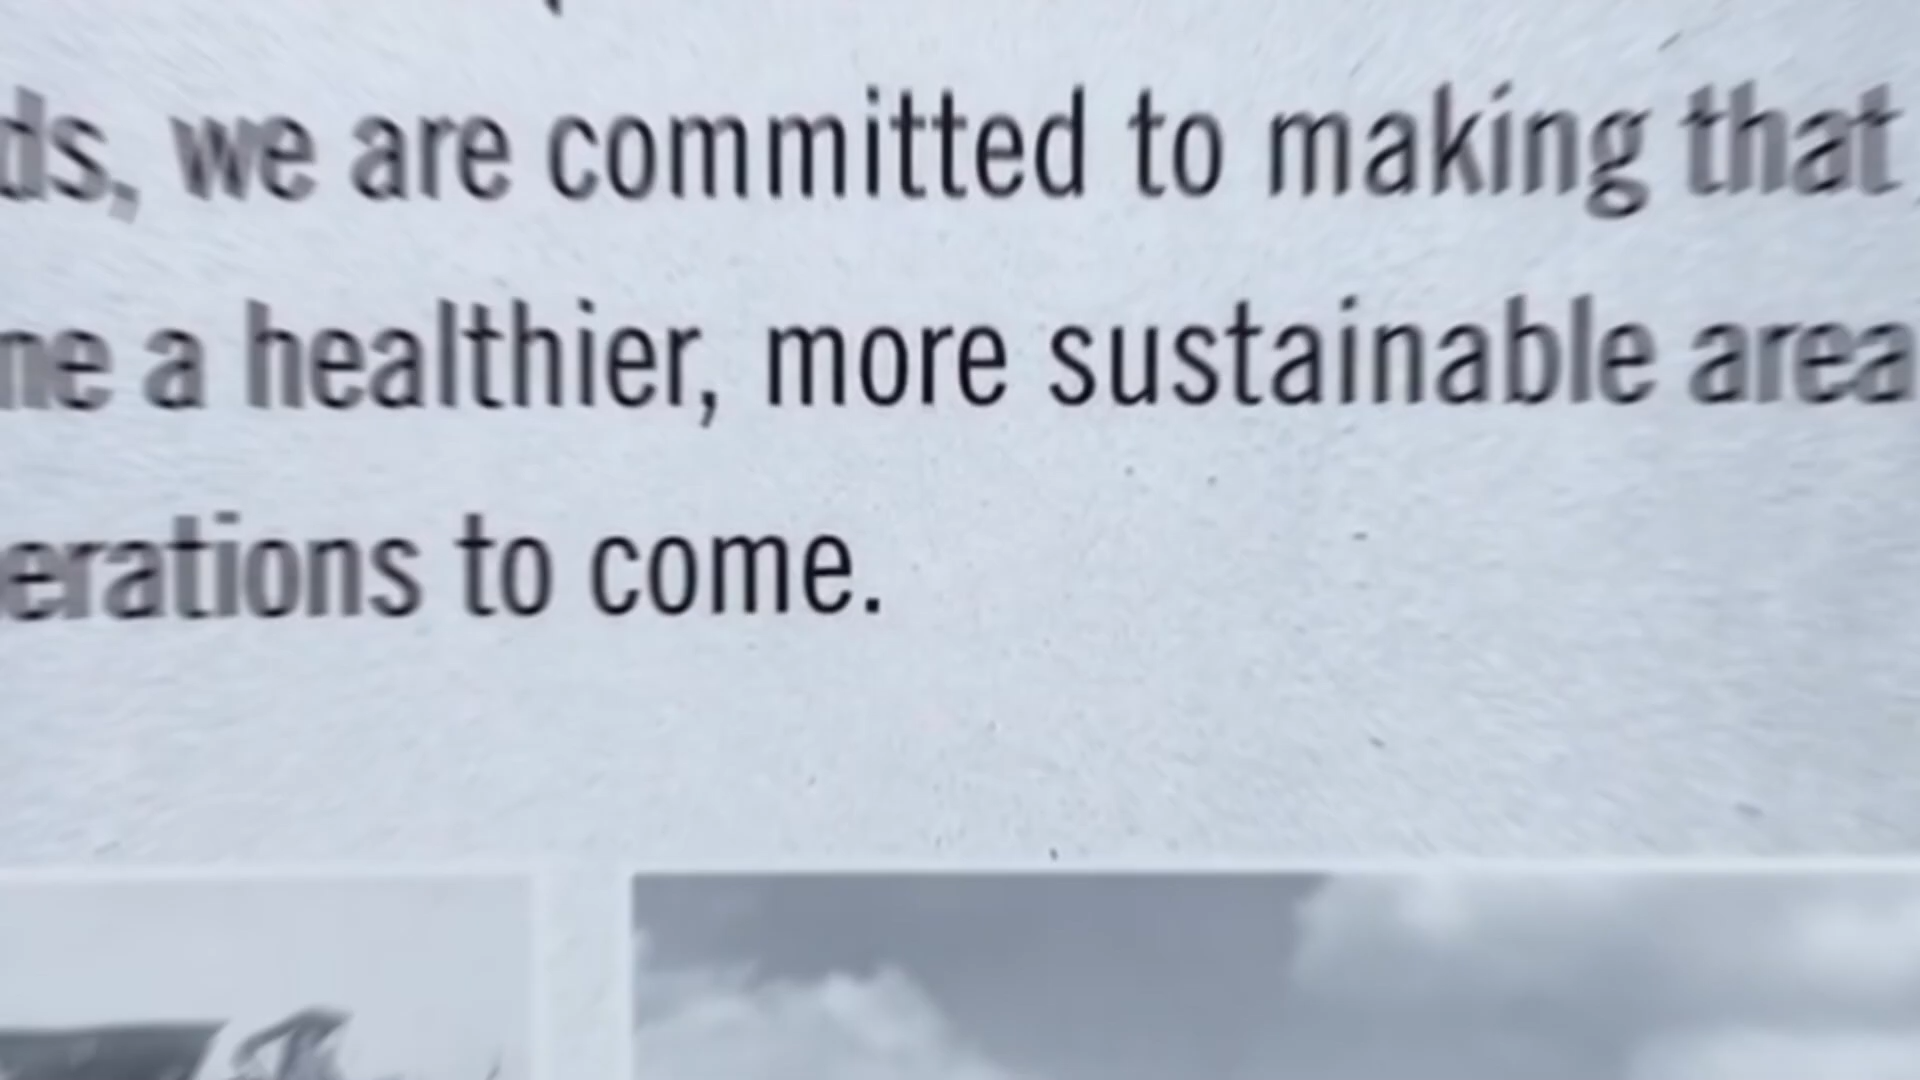 ds, we are committed to making that
ne a healthier, more sustainable area
erations to come.